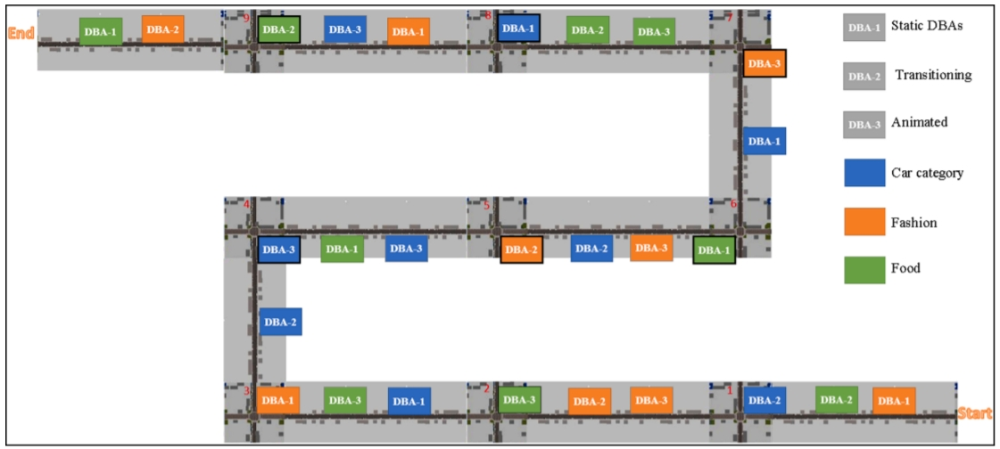 End DBA-1 DBA-2 9 DBA-2 DBA-3 DBA-1 8 DBA-1 DBA-2 DBA-3 7
DBA-3
DBA-1
4 5 6
DBA-3 DBA-1 DBA-3 DBA-2 DBA-2 DBA-3 DBA-1
DBA-2
3 DBA-1 DBA-3 DBA-1 2 DBA-3 DBA-2 DBA-3 1 DBA-2 DBA-2 DBA-1 Start
DBA-1 Static DBAs
DBA-2 Transitioning
DBA-3 Animated
Car category
Fashion
Food